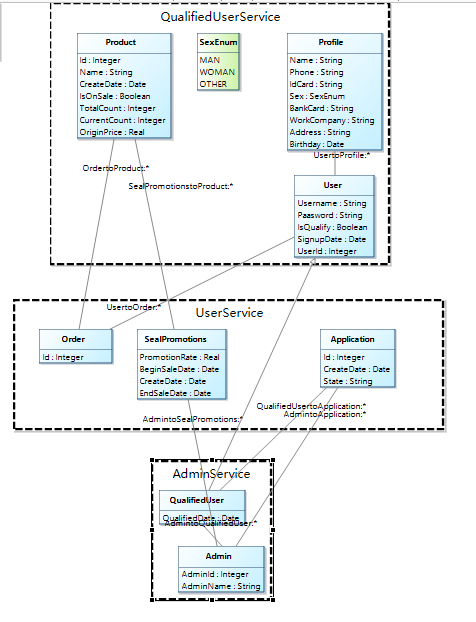 QualifiedUserService
Product
Id : Integer
Name : String
CreateDate : Date
IsOnSale : Boolean
TotalCount : Integer
CurrentCount : Integer
OriginPrice : Real
SexEnum
MAN
WOMAN
OTHER
Profile
Name : String
Phone : String
IdCard : String
Sex : SexEnum
BankCard : String
WorkCompany : String
Address : String
Birthday : Date
UsertoProfile:*
OrdertoProduct:*
SealPromotionstoProduct:*
User
Username : String
Paasword : String
IsQualify : Boolean
SignupDate : Date
UserId : Integer
UsertoOrder:*
UserService
Order
Id : Integer
SealPromotions
PromotionRate : Real
BeginSaleDate : Date
CreateDate : Date
EndSaleDate : Date
Application
Id : Integer
CreateDate : Date
State : String
QualifiedUsertoApplication:*
AdmintoApplication:*
AdmintoSealPromotions:*
AdminService
QualifiedUser
QualifiedDate : Date
AdmintoQualifiedUser:*
Admin
AdminId : Integer
AdminName : String